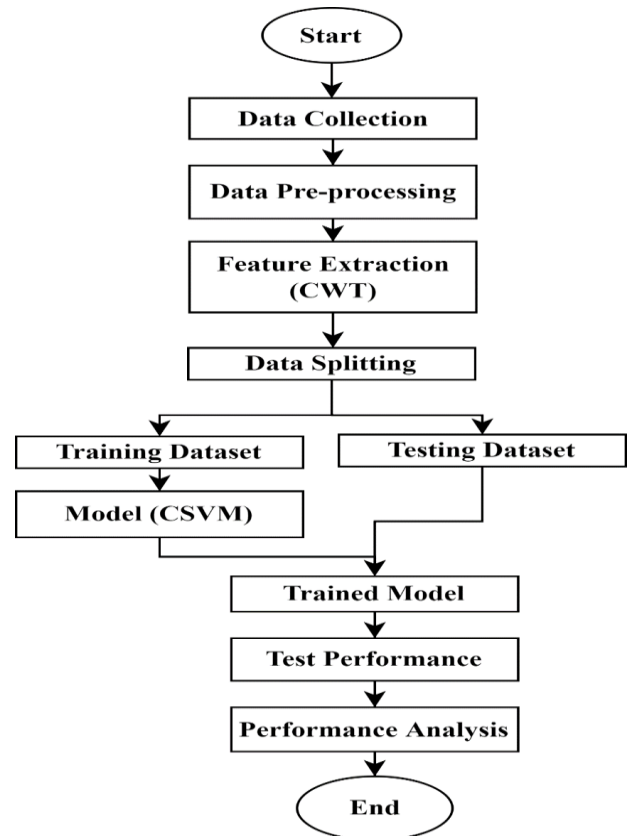 Start
Data Collection
Data Pre-processing
Feature Extraction
(CWT)
Data Splitting
Training Dataset
Testing Dataset
Model (CSVM)
Trained Model
Test Performance
Performance Analysis
End